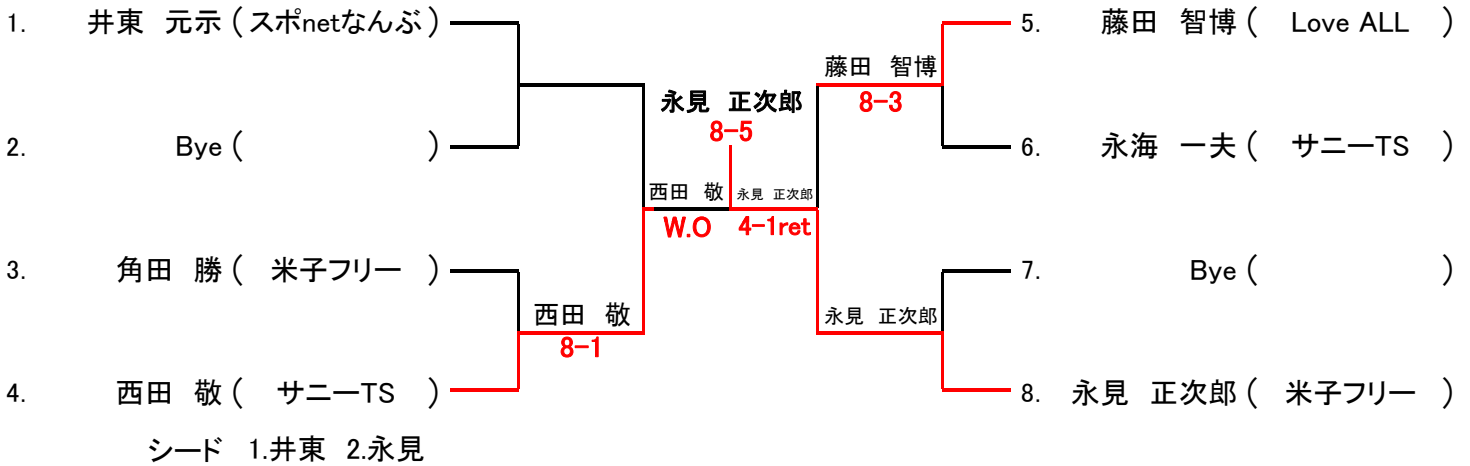 1. 井東 元示 ( スポnetなんぶ )
2. Bye ( )
3. 角田 勝 ( 米子フリー )
4. 西田 敬 ( サニーTS )
シード 1.井東 2.永見
西田 敬
8-1
西田 敬
W.O
永見 正次郎
8-5
永見 正次郎
4-1ret
藤田 智博
8-3
永見 正次郎
5. 藤田 智博 ( Love ALL )
6. 永海 一夫 ( サニーTS )
7. Bye ( )
8. 永見 正次郎 ( 米子フリー )